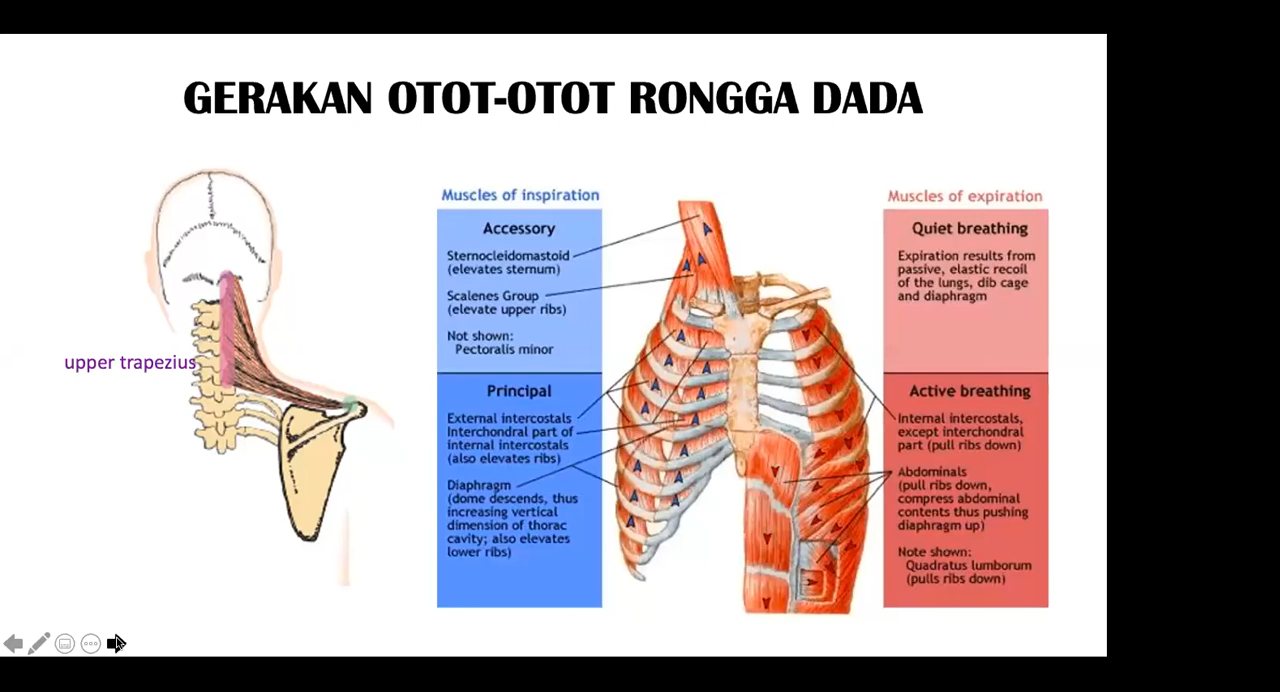 GERAKAN OTOT-OTOT RONGGA DADA
upper trapezius
Muscles of inspiration
Accessory
Sternocleidomastoid
(elevates sternum)
Scalenes Group
(elevate upper ribs)
Not shown:
Pectoralis minor
Principal
External intercostals
Interchondral part of
internal intercostals
(also elevates ribs)
Diaphragm
(dome descends, thus
increasing vertical
dimension of thorac
cavity; also elevates
lower ribs)
Muscles of expiration
Quiet breathing
Expiration results from
passive, elastic recoil
of the lungs, dib cage
and diaphragm
Active breathing
Internal intercostals,
except interchondral
part (pull ribs down)
Abdominals
(pull ribs down,
compress abdominal
contents thus pushing
diaphragm up)
Note shown:
Quadratus lumborum
(pulls ribs down)